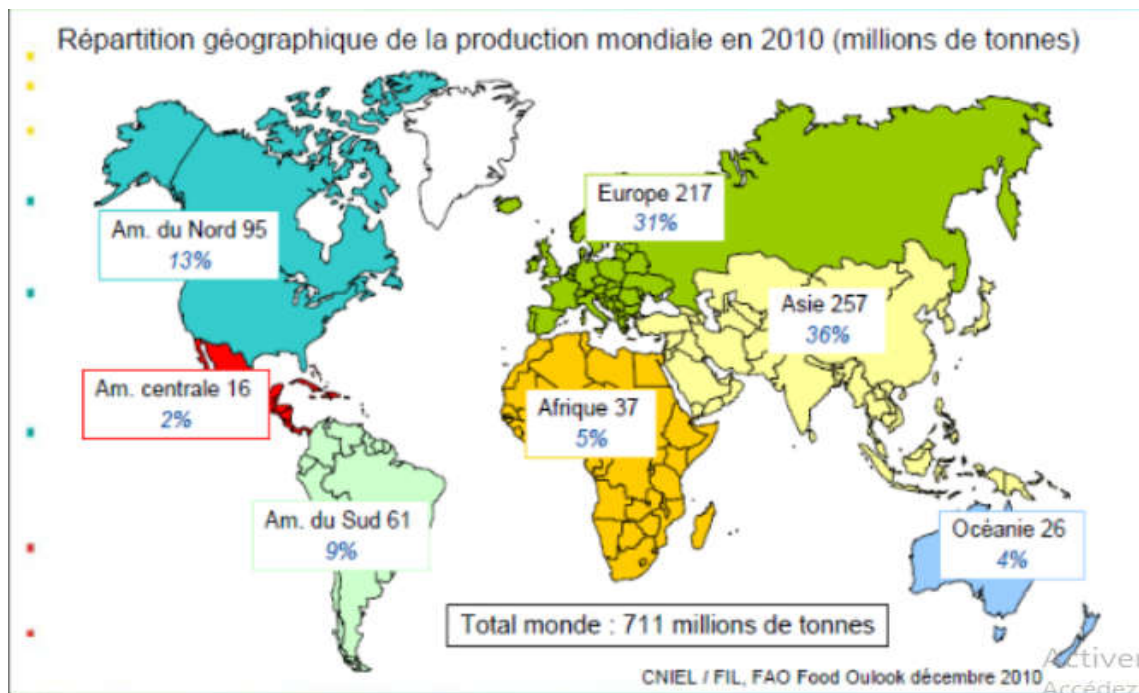 Répartition géographique de la production mondiale en 2010 (millions de tonnes)
Europe 217
31%
Am. du Nord 95
13%
Asie 257
36%
Am. centrale 16
2%
Afrique 37
5%
Am. du Sud 61
9%
Océanie 26
4%
Total monde : 711 millions de tonnes
CNIEL / FIL, FAO Food Oulook décembre 2010
Activer
Accédez